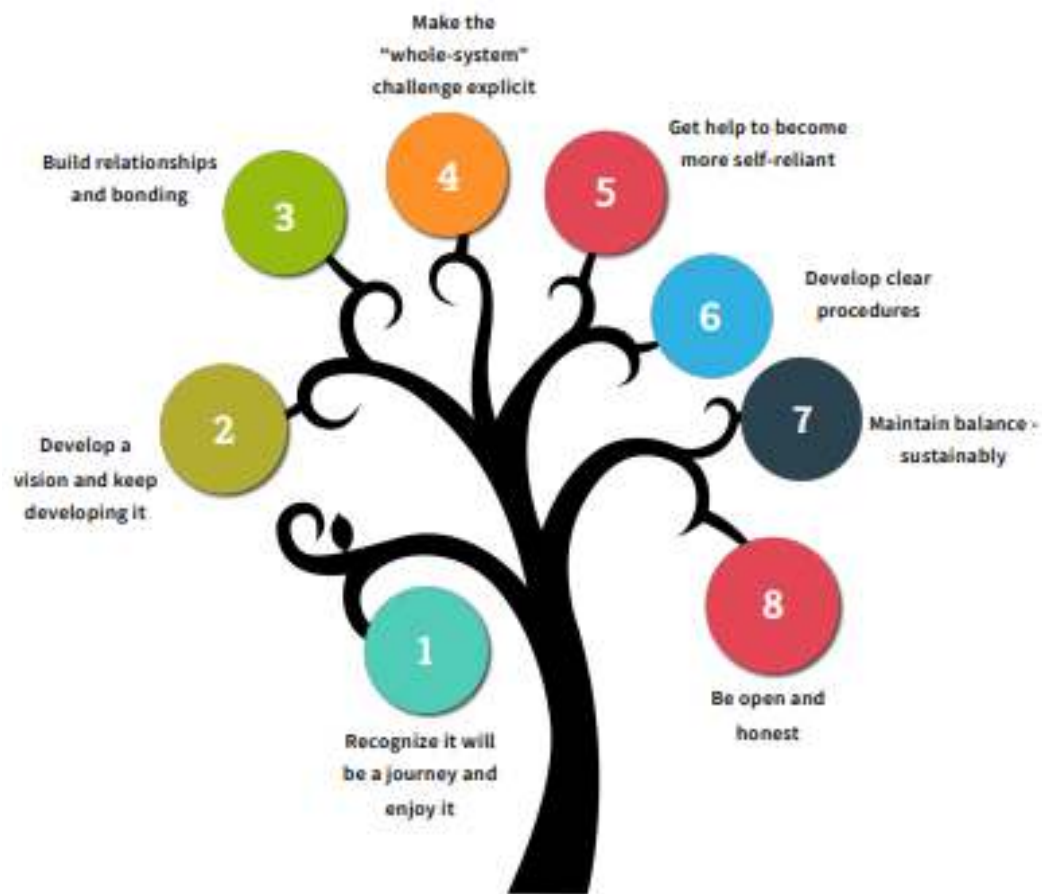 1
Recognize it will
be a journey and
enjoy it
2
Develop a
vision and keep
developing it
3
Build relationships
and bonding
4
Make the
"whole-system"
challenge explicit
5
Get help to become
more self-reliant
6
Develop clear
procedures
7
Maintain balance -
sustainably
8
Be open and
honest